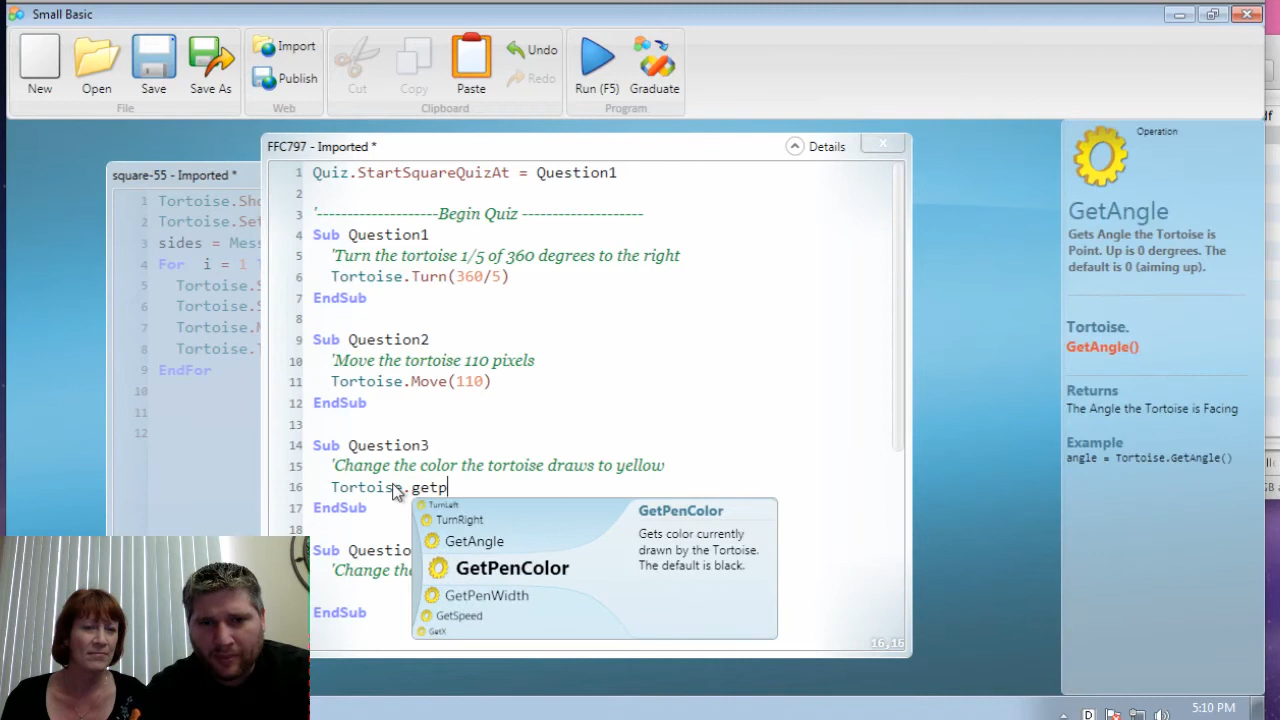 Small Basic
New
Open
Save
Save As
File
Import
Publish
Web
Cut
Copy
Paste
Undo
Redo
Clipboard
Run (F5)
Graduate
Program
square-55 - Imported *
1 Tortoise.Sho
2 Tortoise.Set
3 sides = Mess
4 For i = 1 T
5 Tortoise.S
6 Tortoise.S
7 Tortoise.M
8 Tortoise.T
9 EndFor
10
11
12
FFC797 - Imported *
Details
1 Quiz.StartSquareQuizAt = Question1
2
3 '--------------------Begin Quiz --------------------
4 Sub Question1
5 'Turn the tortoise 1/5 of 360 degrees to the right
6 Tortoise.Turn(360/5)
7 EndSub
8
9 Sub Question2
10 'Move the tortoise 110 pixels
11 Tortoise.Move(110)
12 EndSub
13
14 Sub Question3
15 'Change the color the tortoise draws to yellow
16 Tortoise.getp
17 EndSub
18
Sub Questio
'Change the
EndSub
TurnLeft
TurnRight
GetAngle
GetPenColor
GetPenWidth
GetSpeed
GetX
GetPenColor
Gets color currently
drawn by the Tortoise.
The default is black.
16,16
Operation
GetAngle
Gets Angle the Tortoise is
Point. Up is 0 dergrees. The
default is 0 (aiming up).
Tortoise.
GetAngle()
Returns
The Angle the Tortoise is Facing
Example
angle = Tortoise.GetAngle()
D
5:10 PM